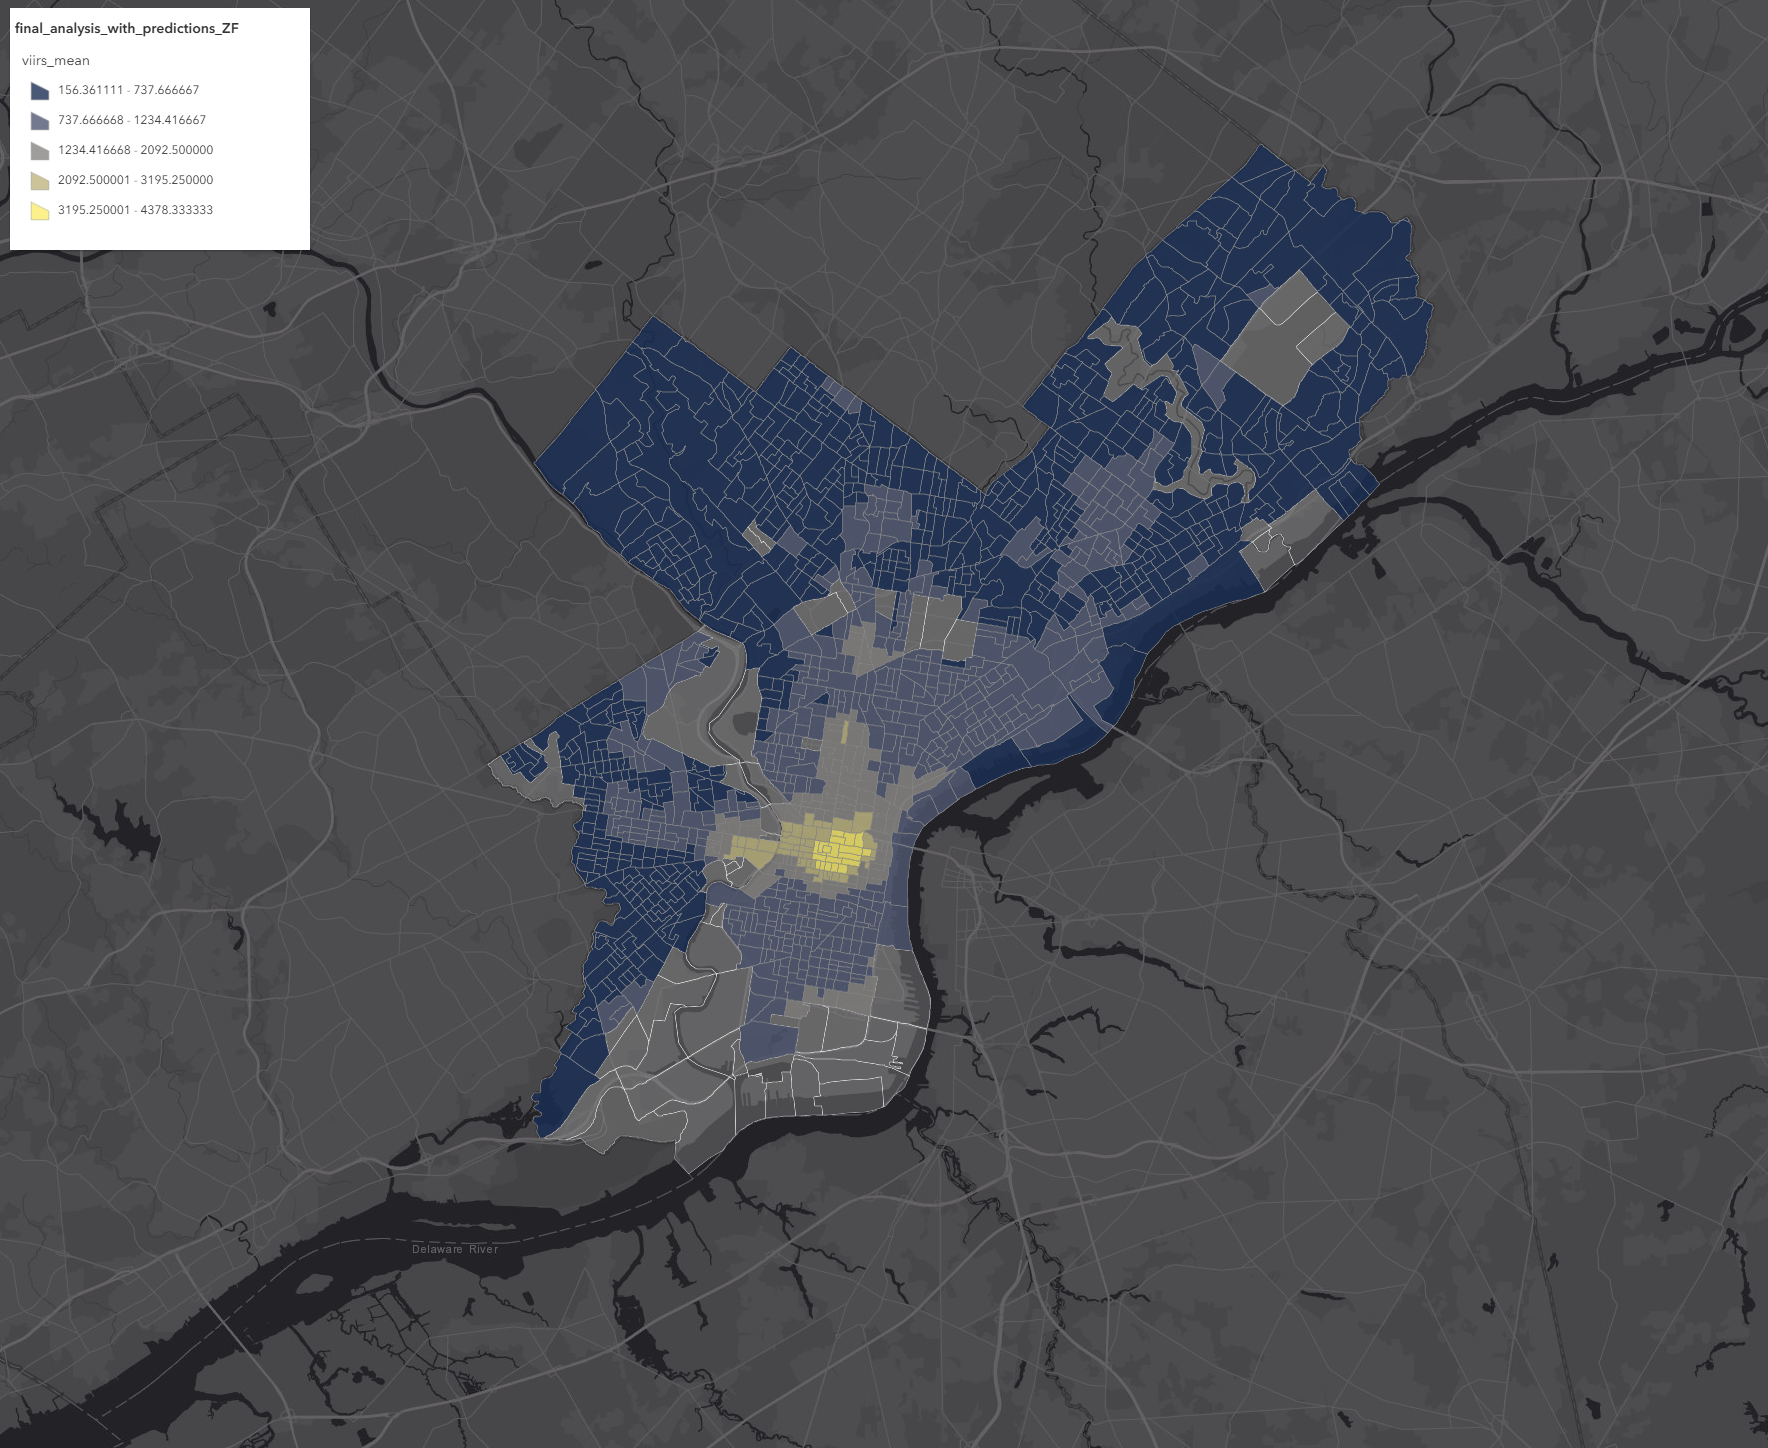 final_analysis_with_predictions_ZF
viirs_mean
156.361111 - 737.666667
737.666668 - 1234.416667
1234.416668 - 2092.500000
2092.500001 - 3195.250000
3195.250001 - 4378.333333
Delaware River